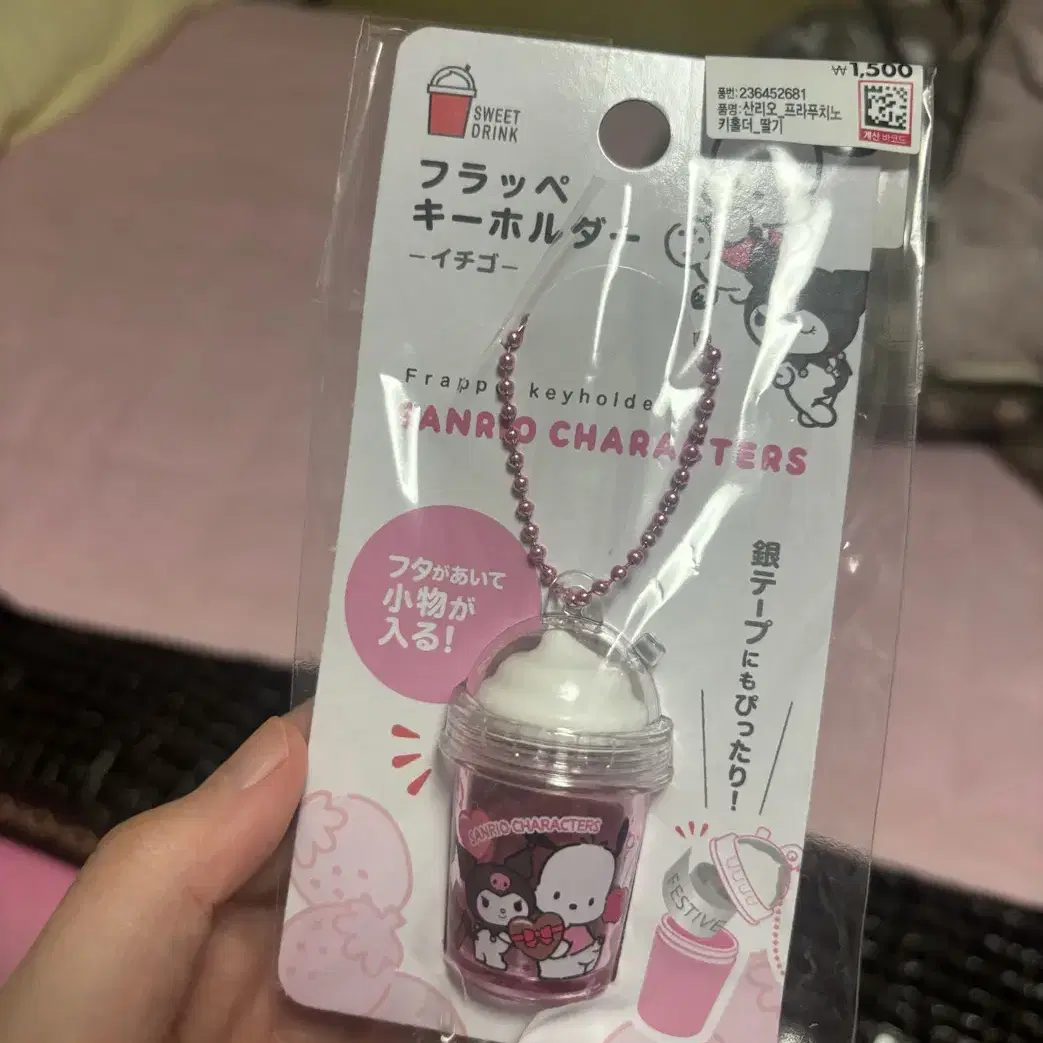 ₩1,500
품번:236452681
품명:산리오_프라푸치노
키홀더_딸기
계산 바코드
SWEET
DRINK
フラッペ
キーホルダー
-イチゴ-
Frappe keyholde
SANRIO CHARACTERS
フタがあいて
小物が
入る!
銀テープにもぴったり!
SANRIO CHARACTERS
FESTIVE